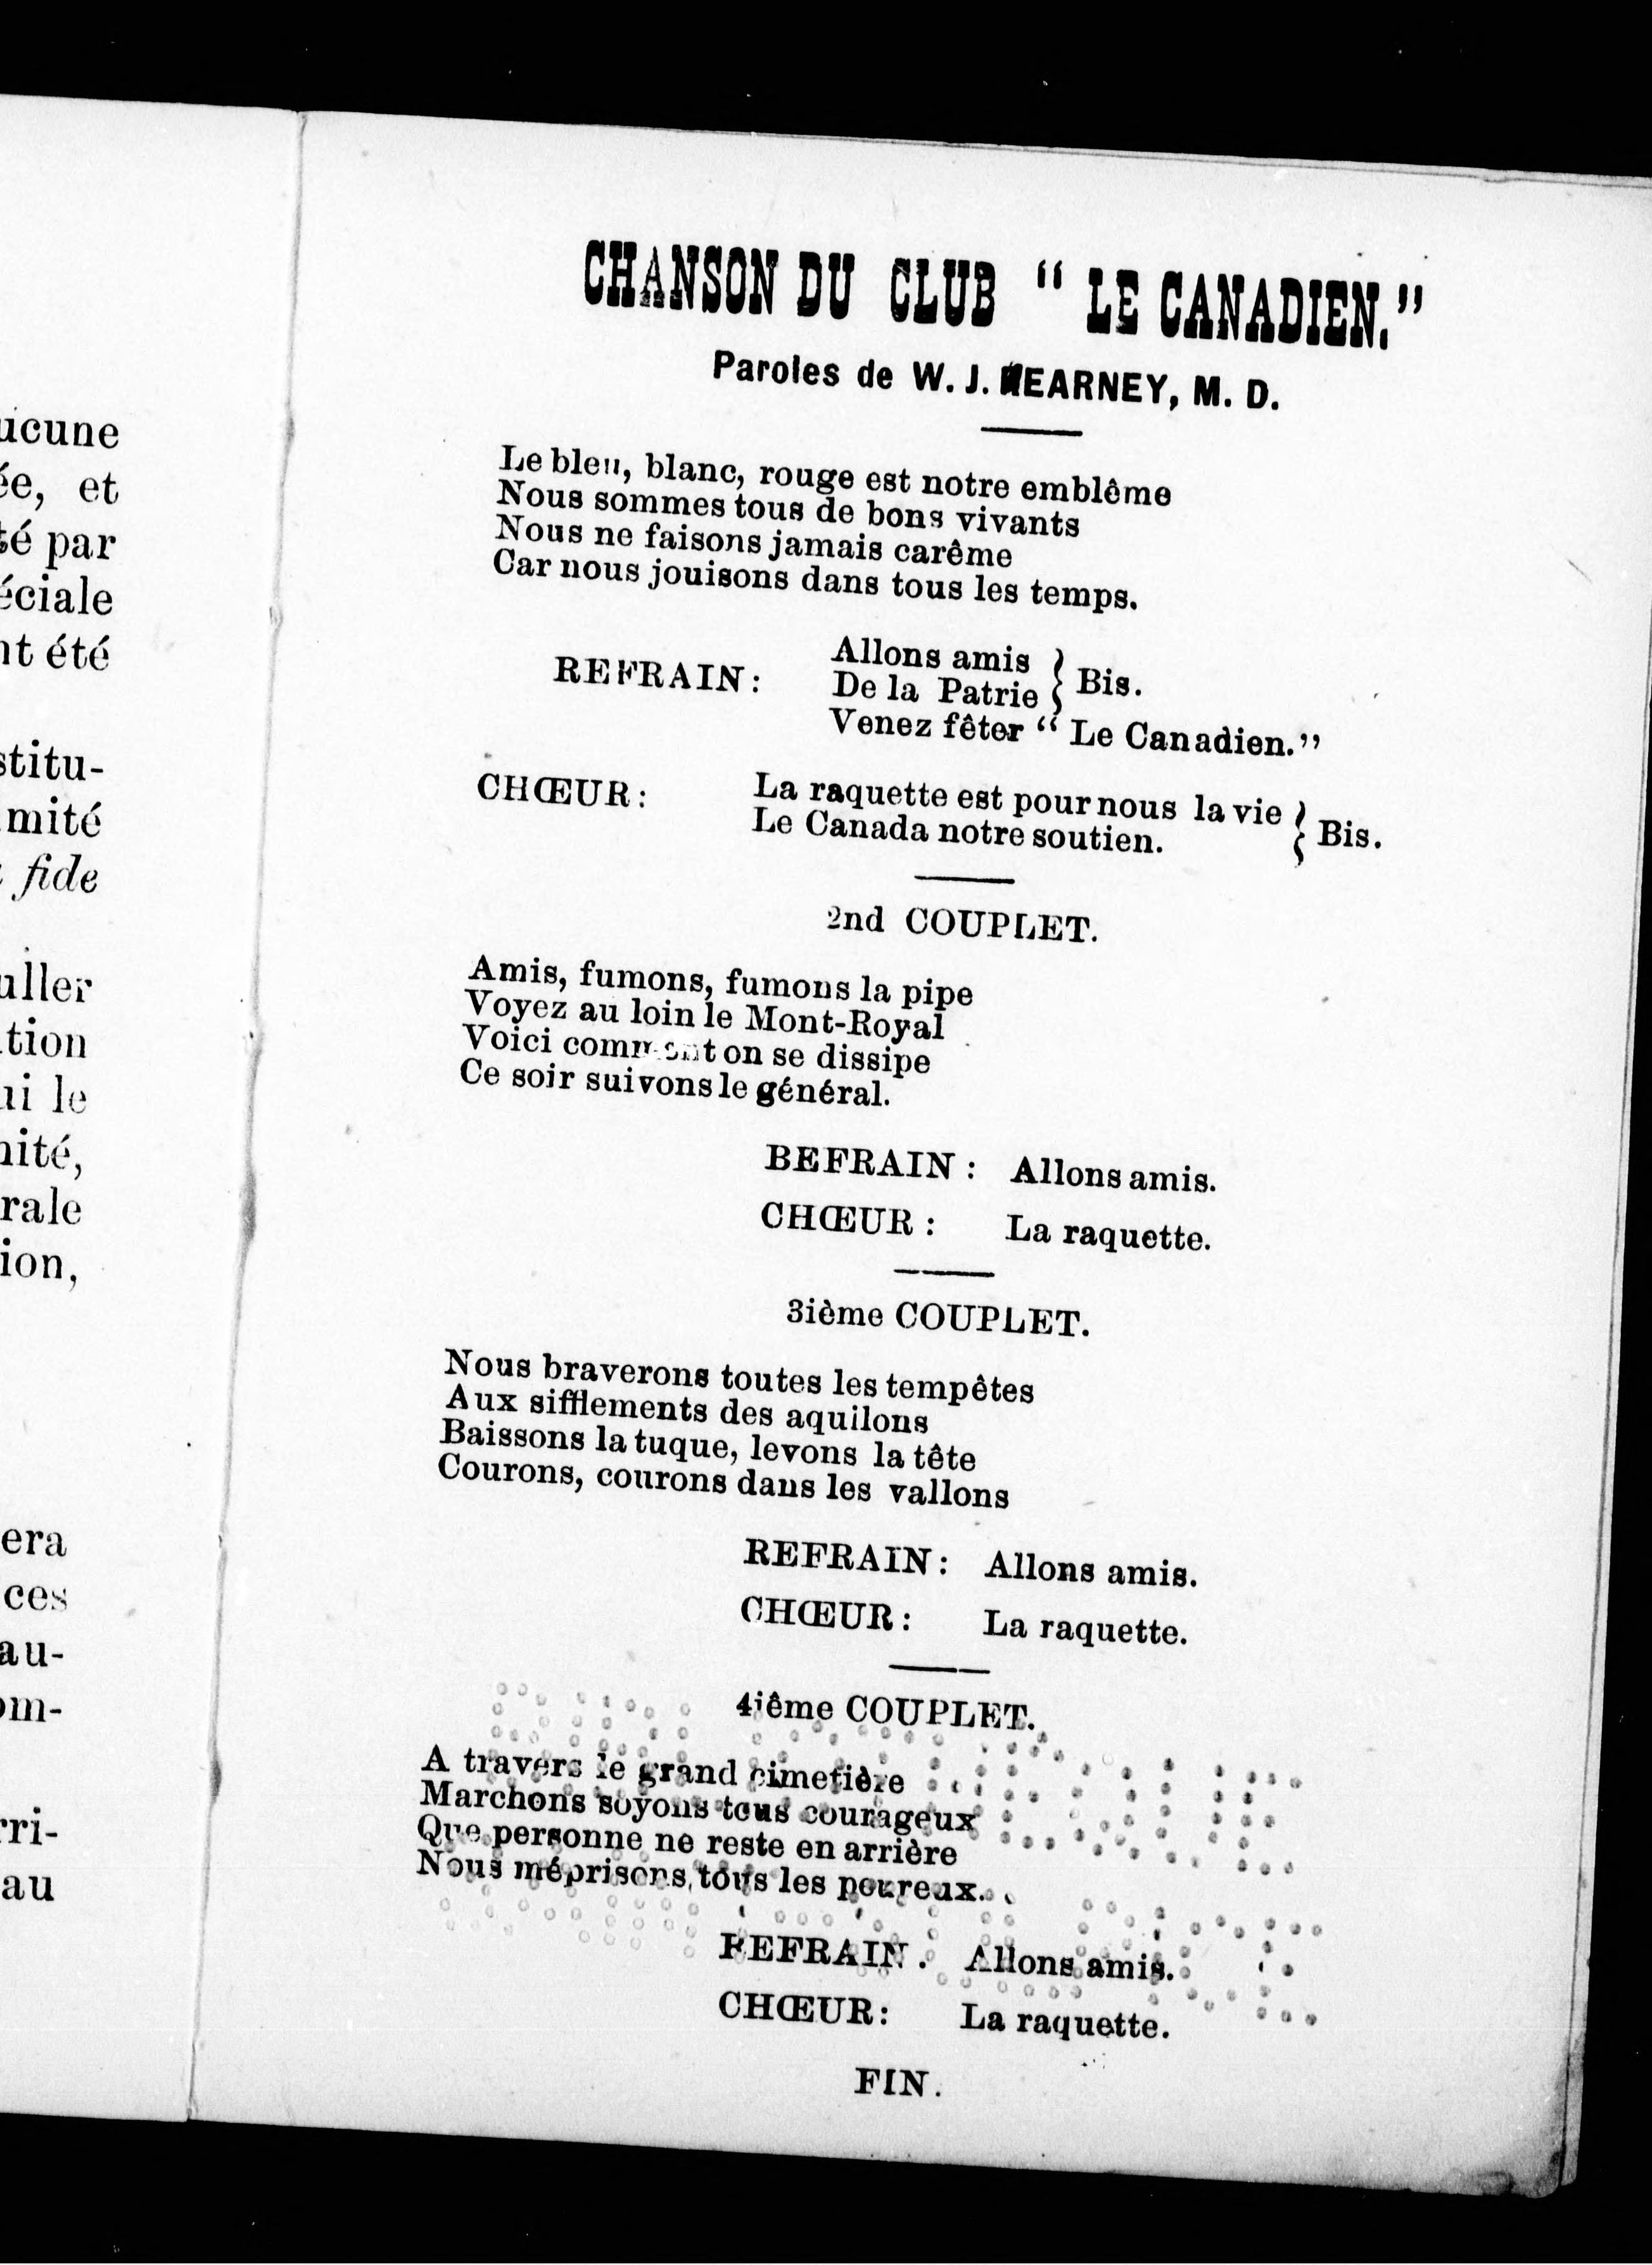 ucune
ée, et
té par
éciale
nt été
stitu-
mité
fide
uller
tion
ui le
nité,
rale
ion,
era
ces
au-
om-
rri-
au
CHANSON DU CLUB “ LE CANADIEN.”
Paroles de W. J. KEARNEY, M. D.
Le bleu, blanc, rouge est notre emblême
Nous sommes tous de bons vivants
Nous ne faisons jamais carême
Car nous jouisons dans tous les temps.
REFRAIN: Allons amis } Bis.
De la Patrie
Venez fêter “ Le Canadien.”
CHŒUR: La raquette est pour nous la vie } Bis.
Le Canada notre soutien.
2nd COUPLET.
Amis, fumons, fumons la pipe
Voyez au loin le Mont-Royal
Voici comment on se dissipe
Ce soir suivons le général.
BEFRAIN: Allons amis.
CHŒUR: La raquette.
3ième COUPLET.
Nous braverons toutes les tempêtes
Aux sifflements des aquilons
Baissons la tuque, levons la tête
Courons, courons dans les vallons
REFRAIN: Allons amis.
CHŒUR: La raquette.
4iême COUPLET.
A travers le grand cimetière
Marchons soyons tous courageux
Que personne ne reste en arrière
Nous méprisons, tous les peureux.
REFRAIN. Allons amis.
CHŒUR: La raquette.
FIN.